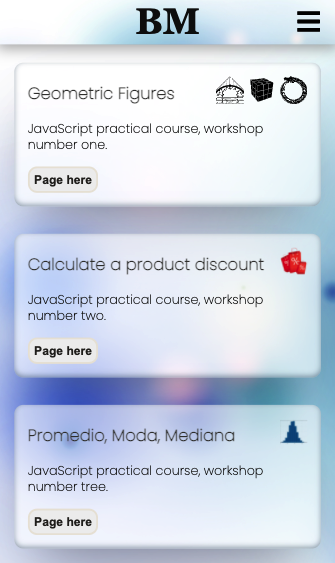 BM
Geometric Figures
JavaScript practical course, workshop
number one.
Page here
Calculate a product discount
JavaScript practical course, workshop
number two.
Page here
Promedio, Moda, Mediana
JavaScript practical course, workshop
number tree.
Page here